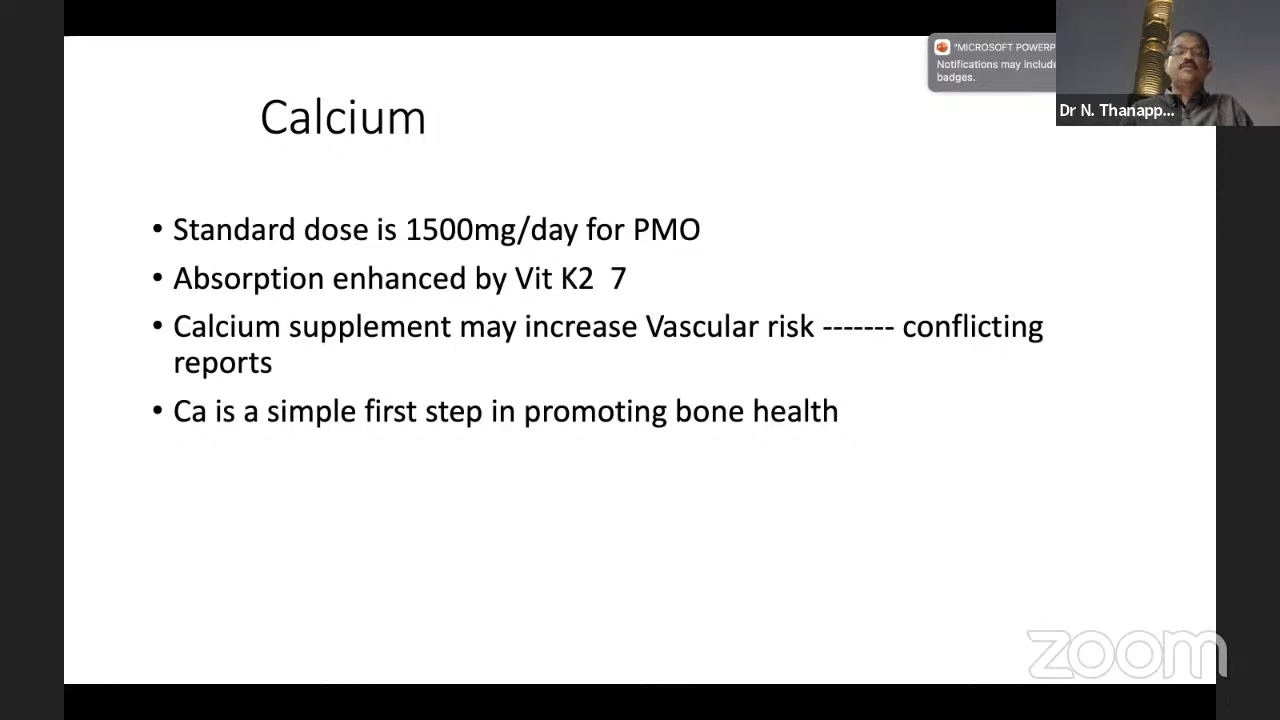 Calcium
"MICROSOFT POWERP
Notifications may include
badges.
Dr N. Thanapp...
• Standard dose is 1500mg/day for PMO
• Absorption enhanced by Vit K2  7
• Calcium supplement may increase Vascular risk ------- conflicting
reports
• Ca is a simple first step in promoting bone health
zoom